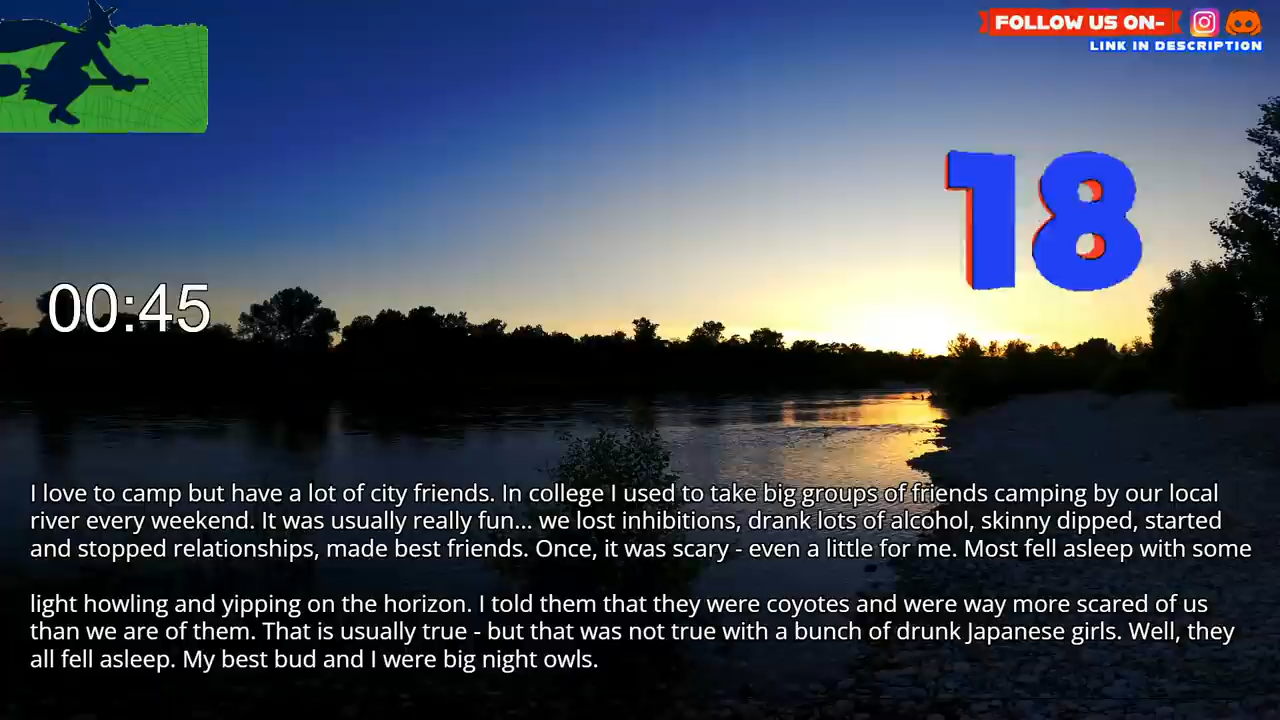 FOLLOW US ON-
LINK IN DESCRIPTION
18
00:45
I love to camp but have a lot of city friends. In college I used to take big groups of friends camping by our local
river every weekend. It was usually really fun... we lost inhibitions, drank lots of alcohol, skinny dipped, started
and stopped relationships, made best friends. Once, it was scary - even a little for me. Most fell asleep with some
light howling and yipping on the horizon. I told them that they were coyotes and were way more scared of us
than we are of them. That is usually true - but that was not true with a bunch of drunk Japanese girls. Well, they
all fell asleep. My best bud and I were big night owls.